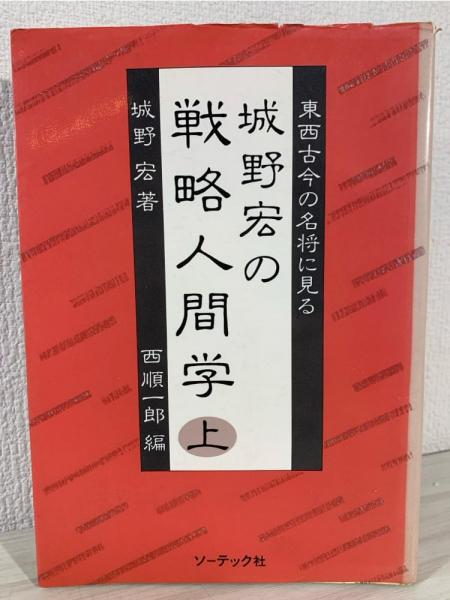 東西古今の名将に見る
城野宏の
戦略人間学
上
城野宏著
西順一郎編
ソーテック社